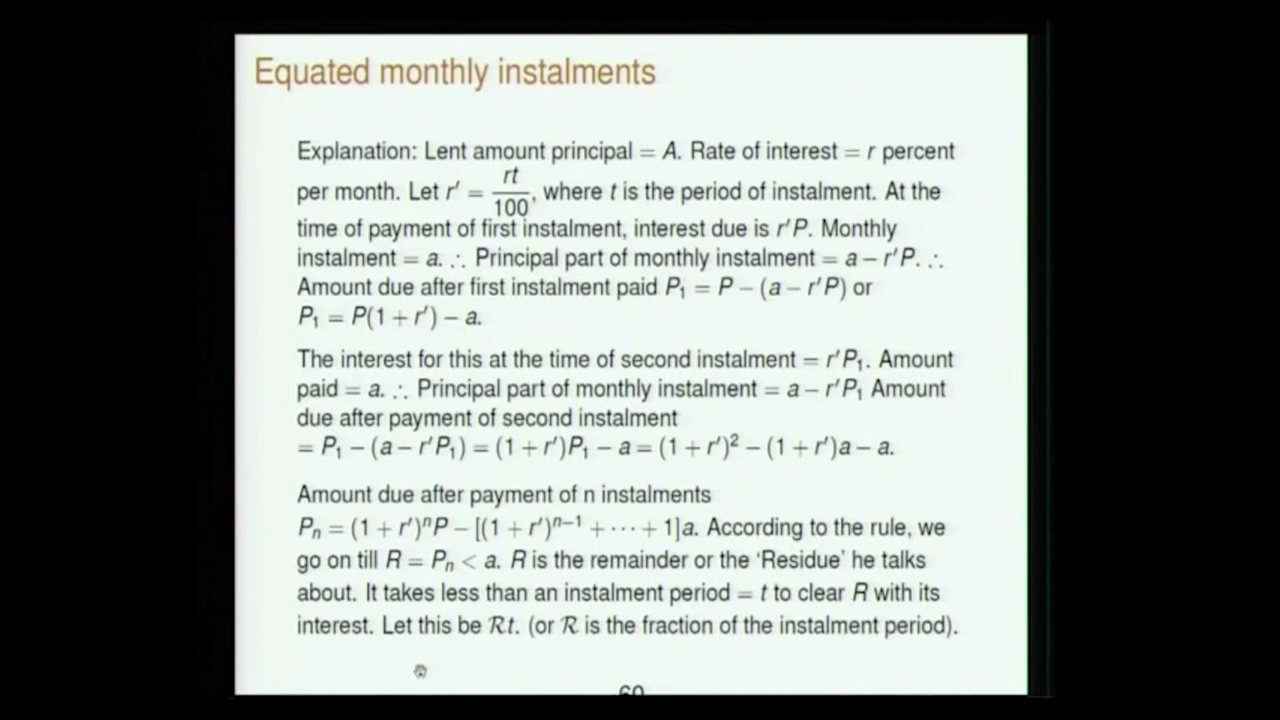 Equated monthly instalments
Explanation: Lent amount principal = A. Rate of interest = r percent
per month. Let r′ = rt/100, where t is the period of instalment. At the
time of payment of first instalment, interest due is r′P. Monthly
instalment = a. ∴ Principal part of monthly instalment = a − r′P. ∴
Amount due after first instalment paid P₁ = P − (a − r′P) or
P₁ = P(1 + r′) − a.
The interest for this at the time of second instalment = r′P₁. Amount
paid = a. ∴ Principal part of monthly instalment = a − r′P₁ Amount
due after payment of second instalment
= P₁ − (a − r′P₁) = (1 + r′)P₁ − a = (1 + r′)² − (1 + r′)a − a.
Amount due after payment of n instalments
Pₙ = (1 + r′)ⁿP − [(1 + r′)ⁿ⁻¹ + ⋯ + 1]a. According to the rule, we
go on till R = Pₙ < a. R is the remainder or the ‘Residue’ he talks
about. It takes less than an instalment period = t to clear R with its
interest. Let this be ℛt. (or ℛ is the fraction of the instalment period).
60